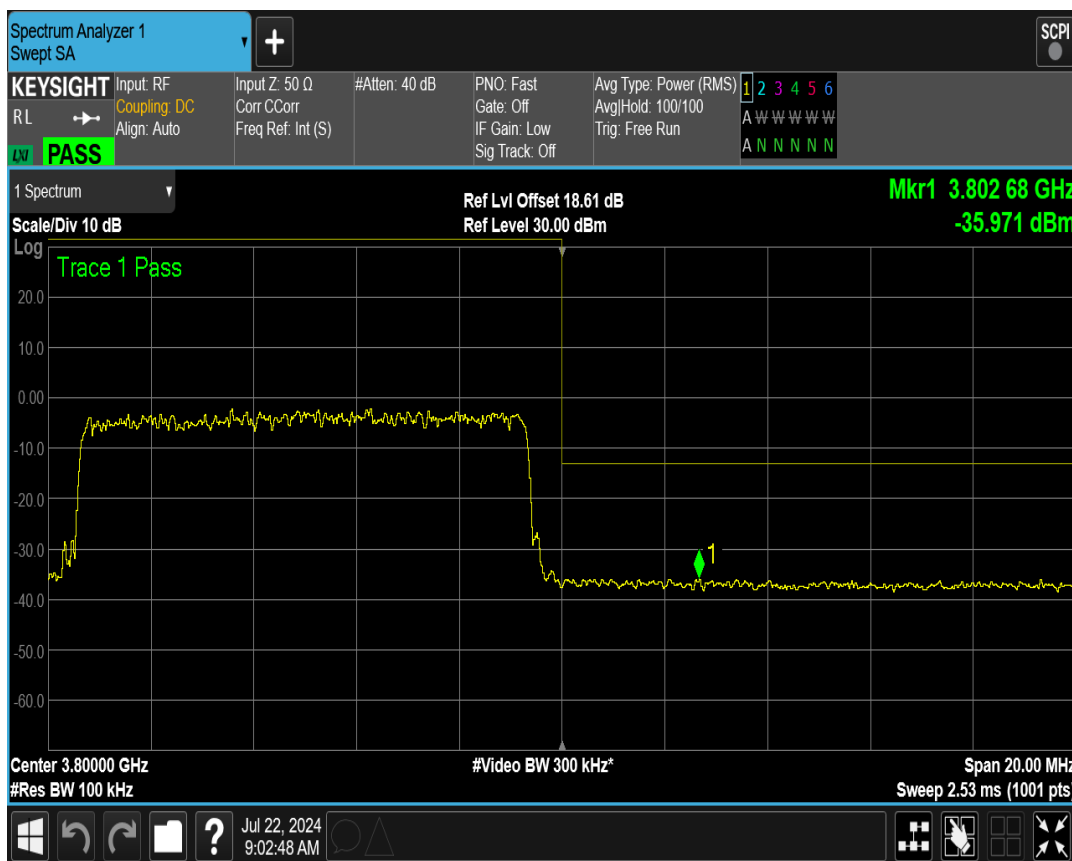 Spectrum Analyzer 1
Swept SA
SCPI
KEYSIGHT
RL
LXI PASS
Input: RF
Coupling: DC
Align: Auto
Input Z: 50 Ω
Corr CCorr
Freq Ref: Int (S)
#Atten: 40 dB
PNO: Fast
Gate: Off
IF Gain: Low
Sig Track: Off
Avg Type: Power (RMS)
Avg|Hold: 100/100
Trig: Free Run
1 2 3 4 5 6
A W W W W W
A N N N N N
1 Spectrum
Scale/Div 10 dB
Ref Lvl Offset 18.61 dB
Ref Level 30.00 dBm
Mkr1 3.802 68 GHz
-35.971 dBm
Log
Trace 1 Pass
20.0
10.0
0.00
-10.0
-20.0
-30.0
-40.0
-50.0
-60.0
1
Center 3.80000 GHz
#Res BW 100 kHz
#Video BW 300 kHz*
Span 20.00 MHz
Sweep 2.53 ms (1001 pts)
?
Jul 22, 2024
9:02:48 AM